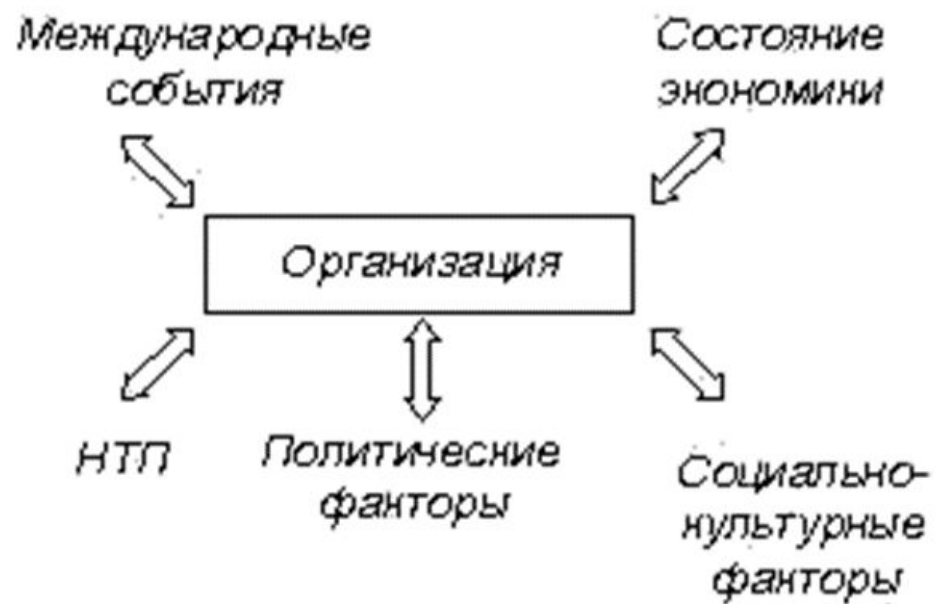 Международные
события
Состояние
экономики
Организация
НТП
Политические
факторы
Социально-
культурные
факторы